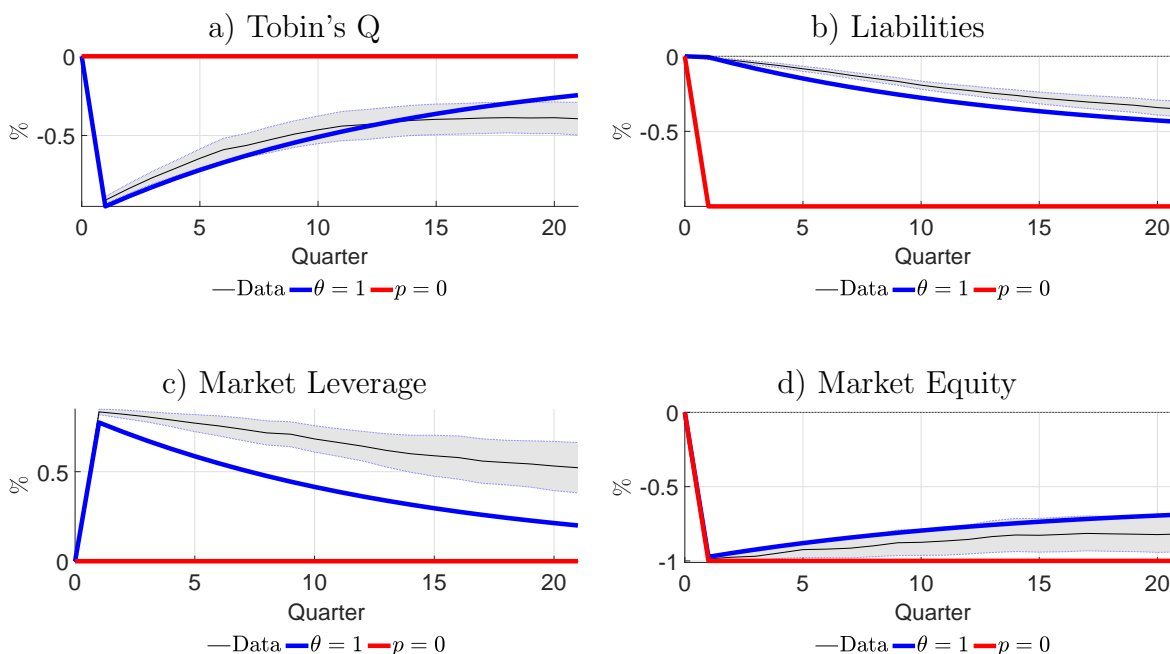 a) Tobin's Q
0
-0.5
%
0 5 10 15 20
Quarter
Data θ = 1 p = 0
b) Liabilities
0
-0.5
%
0 5 10 15 20
Quarter
Data θ = 1 p = 0
c) Market Leverage
0.5
0
%
0 5 10 15 20
Quarter
Data θ = 1 p = 0
d) Market Equity
0
-0.5
-1
%
0 5 10 15 20
Quarter
Data θ = 1 p = 0